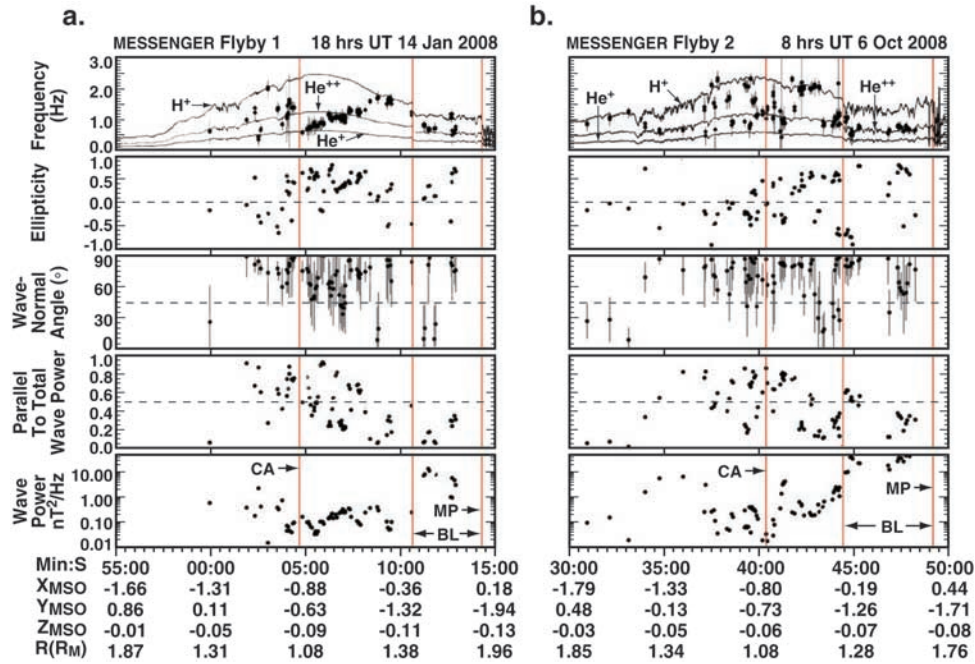 a.
MESSENGER Flyby 1 18 hrs UT 14 Jan 2008
3.0
2.0
1.0
0.0
Frequency
(Hz)
H+
He++
He+
1.0
0.5
0.0
-0.5
-1.0
Ellipticity
90
60
30
0
Wave-
Normal
Angle (°)
1.0
0.8
0.6
0.4
0.2
0.0
Parallel
To Total
Wave Power
10.00
1.00
0.10
0.01
Wave
Power
nT²/Hz
CA
MP
BL
b.
MESSENGER Flyby 2 8 hrs UT 6 Oct 2008
He+
H+
He++
CA
MP
BL
Min:S 55:00 00:00 05:00 10:00 15:00 30:00 35:00 40:00 45:00 50:00
XMSO -1.66 -1.31 -0.88 -0.36 0.18 -1.79 -1.33 -0.80 -0.19 0.44
YMSO 0.86 0.11 -0.63 -1.32 -1.94 0.48 -0.13 -0.73 -1.26 -1.71
ZMSO -0.01 -0.05 -0.09 -0.11 -0.13 -0.03 -0.05 -0.06 -0.07 -0.08
R(RM) 1.87 1.31 1.08 1.38 1.96 1.85 1.34 1.08 1.28 1.76